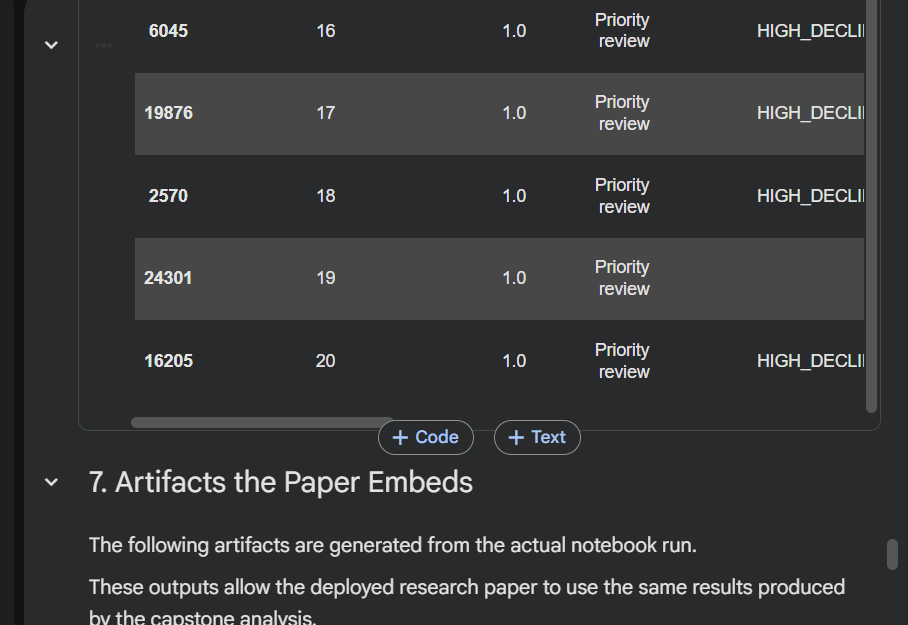 6045 16 1.0 Priority review HIGH_DECLI
19876 17 1.0 Priority review HIGH_DECLI
2570 18 1.0 Priority review HIGH_DECLI
24301 19 1.0 Priority review
16205 20 1.0 Priority review HIGH_DECLI
+ Code + Text
7. Artifacts the Paper Embeds
The following artifacts are generated from the actual notebook run.
These outputs allow the deployed research paper to use the same results produced
by the capstone analysis.